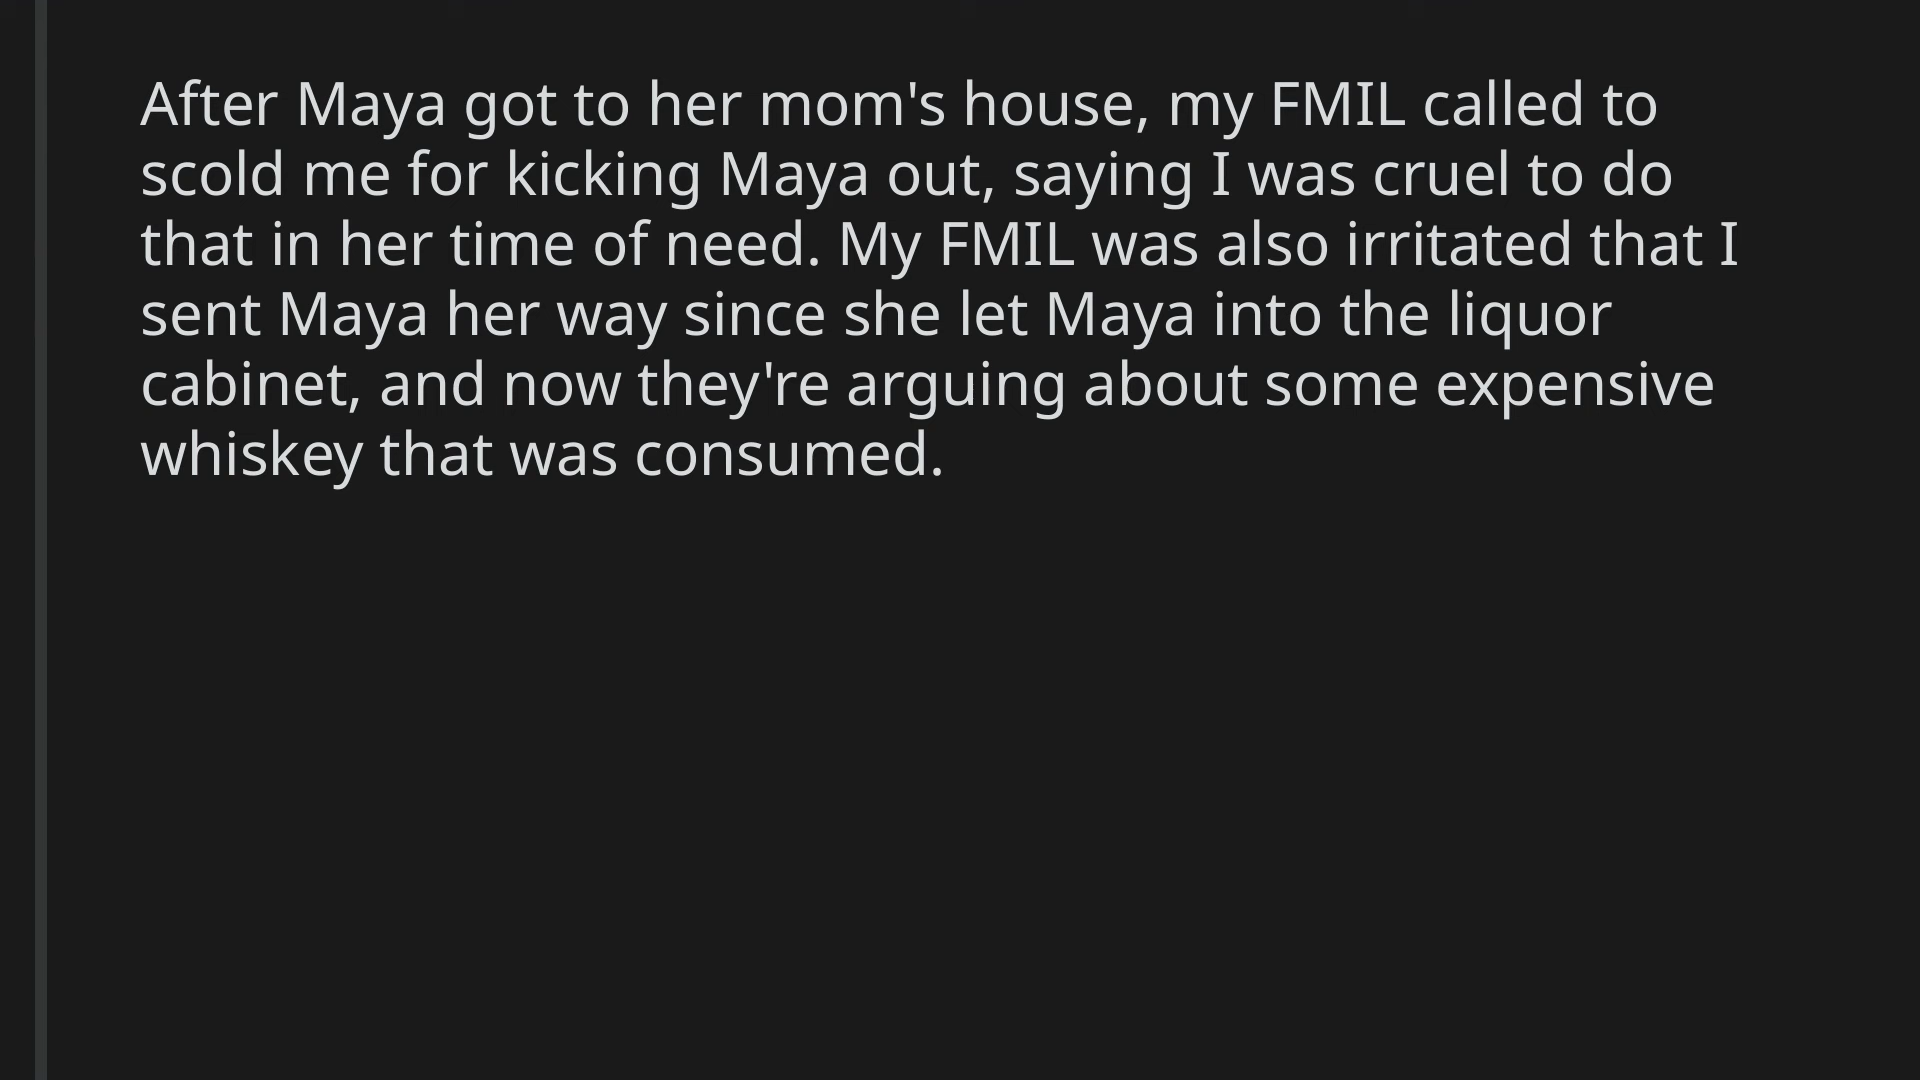 After Maya got to her mom's house, my FMIL called to
scold me for kicking Maya out, saying I was cruel to do
that in her time of need. My FMIL was also irritated that I
sent Maya her way since she let Maya into the liquor
cabinet, and now they're arguing about some expensive
whiskey that was consumed.